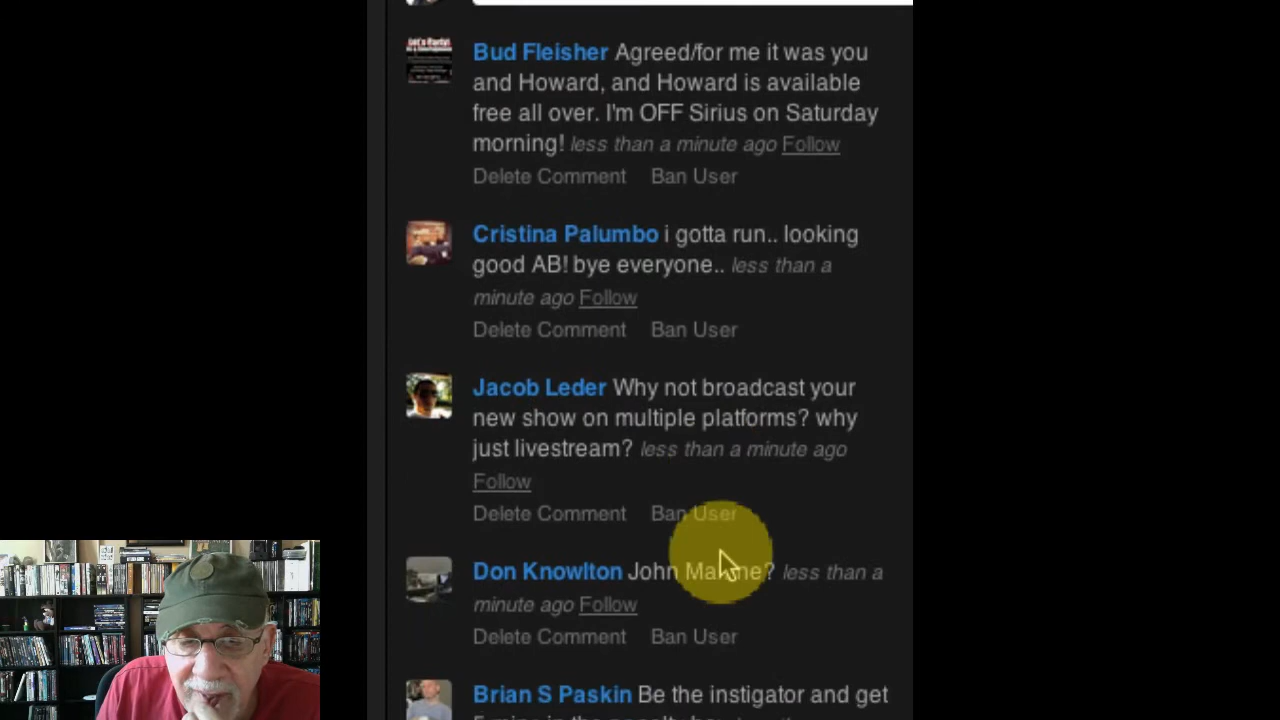 Bud Fleisher Agreed/for me it was you
and Howard, and Howard is available
free all over. I'm OFF Sirius on Saturday
morning! less than a minute ago Follow
Delete Comment Ban User
Cristina Palumbo i gotta run.. looking
good AB! bye everyone.. less than a
minute ago Follow
Delete Comment Ban User
Jacob Leder Why not broadcast your
new show on multiple platforms? why
just livestream? less than a minute ago
Follow
Delete Comment Ban User
Don Knowlton John less than a
minute ago Follow
Delete Comment Ban User
Brian S Paskin Be the instigator and get